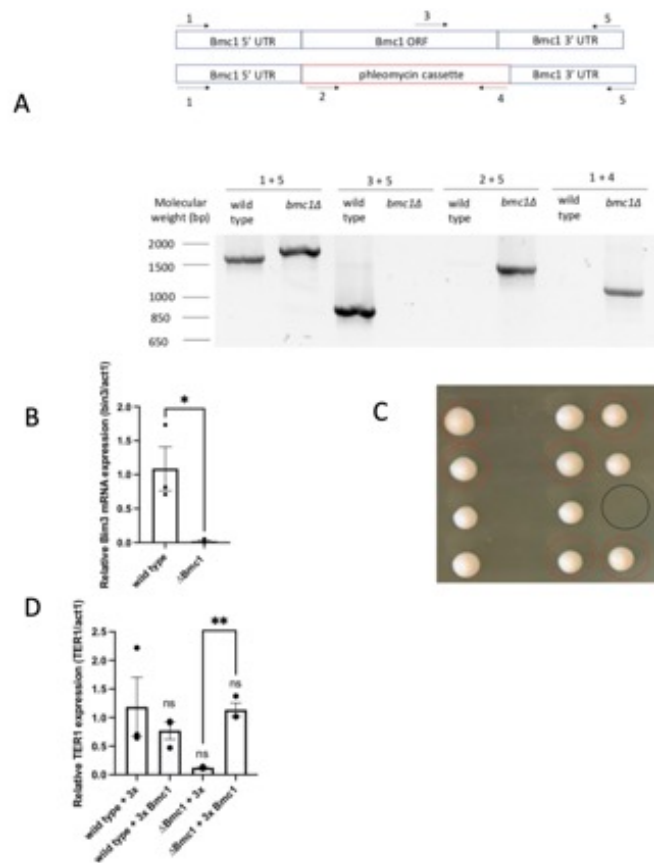 1 3 5
Bmc1 5' UTR Bmc1 ORF Bmc1 3' UTR
Bmc1 5' UTR phleomycin cassette Bmc1 3' UTR
1 2 4 5
A
1 + 5 3 + 5 2 + 5 1 + 4
Molecular weight (bp)
wild type bmc1Δ wild type bmc1Δ wild type bmc1Δ wild type bmc1Δ
2000
1500
1000
850
650
B
Relative Bim3 mRNA expression (bin3/act1)
*
2.0
1.5
1.0
0.5
0.0
wild type
ΔBmc1
C
D
Relative TER1 expression (TER1/act1)
**
2.5
2.0
1.5
1.0
0.5
0.0
ns
ns
ns
wild type + 3x
wild type + 3x Bmc1
ΔBmc1 + 3x
ΔBmc1 + 3x Bmc1